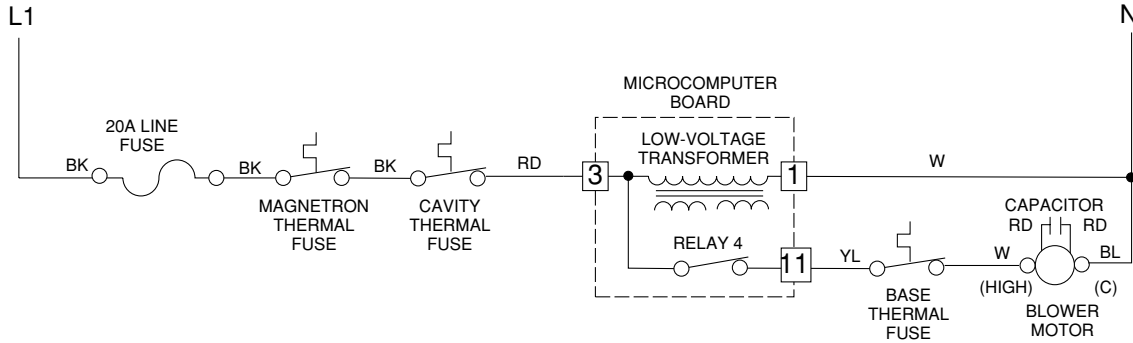 L1
N
MICROCOMPUTER
BOARD
20A LINE
FUSE
LOW-VOLTAGE
TRANSFORMER
BK
BK
BK
RD
3
1
W
MAGNETRON
THERMAL
FUSE
CAVITY
THERMAL
FUSE
CAPACITOR
RD
RD
RELAY 4
11
YL
W
BL
(HIGH)
(C)
BASE
THERMAL
FUSE
BLOWER
MOTOR